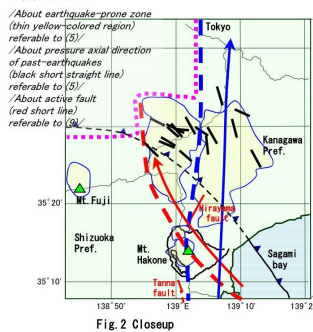 /About earthquake-prone zone
(thin yellow-colored region)
referable to (5)/
/About pressure axial direction
of past-earthquakes
(black short straight line)
referable to (5)/
/About active fault
(red short line)
referable to (9)/
Tokyo
Kanagawa
Pref.
35°20'
Mt.Fuji
Hirayama
fault
Shizuoka
Pref.
Mt.
Hakone
Sagami
bay
35°10'
Tanna
fault
138°50' 139°0' 139°10' 139°2
Fig.2 Closeup